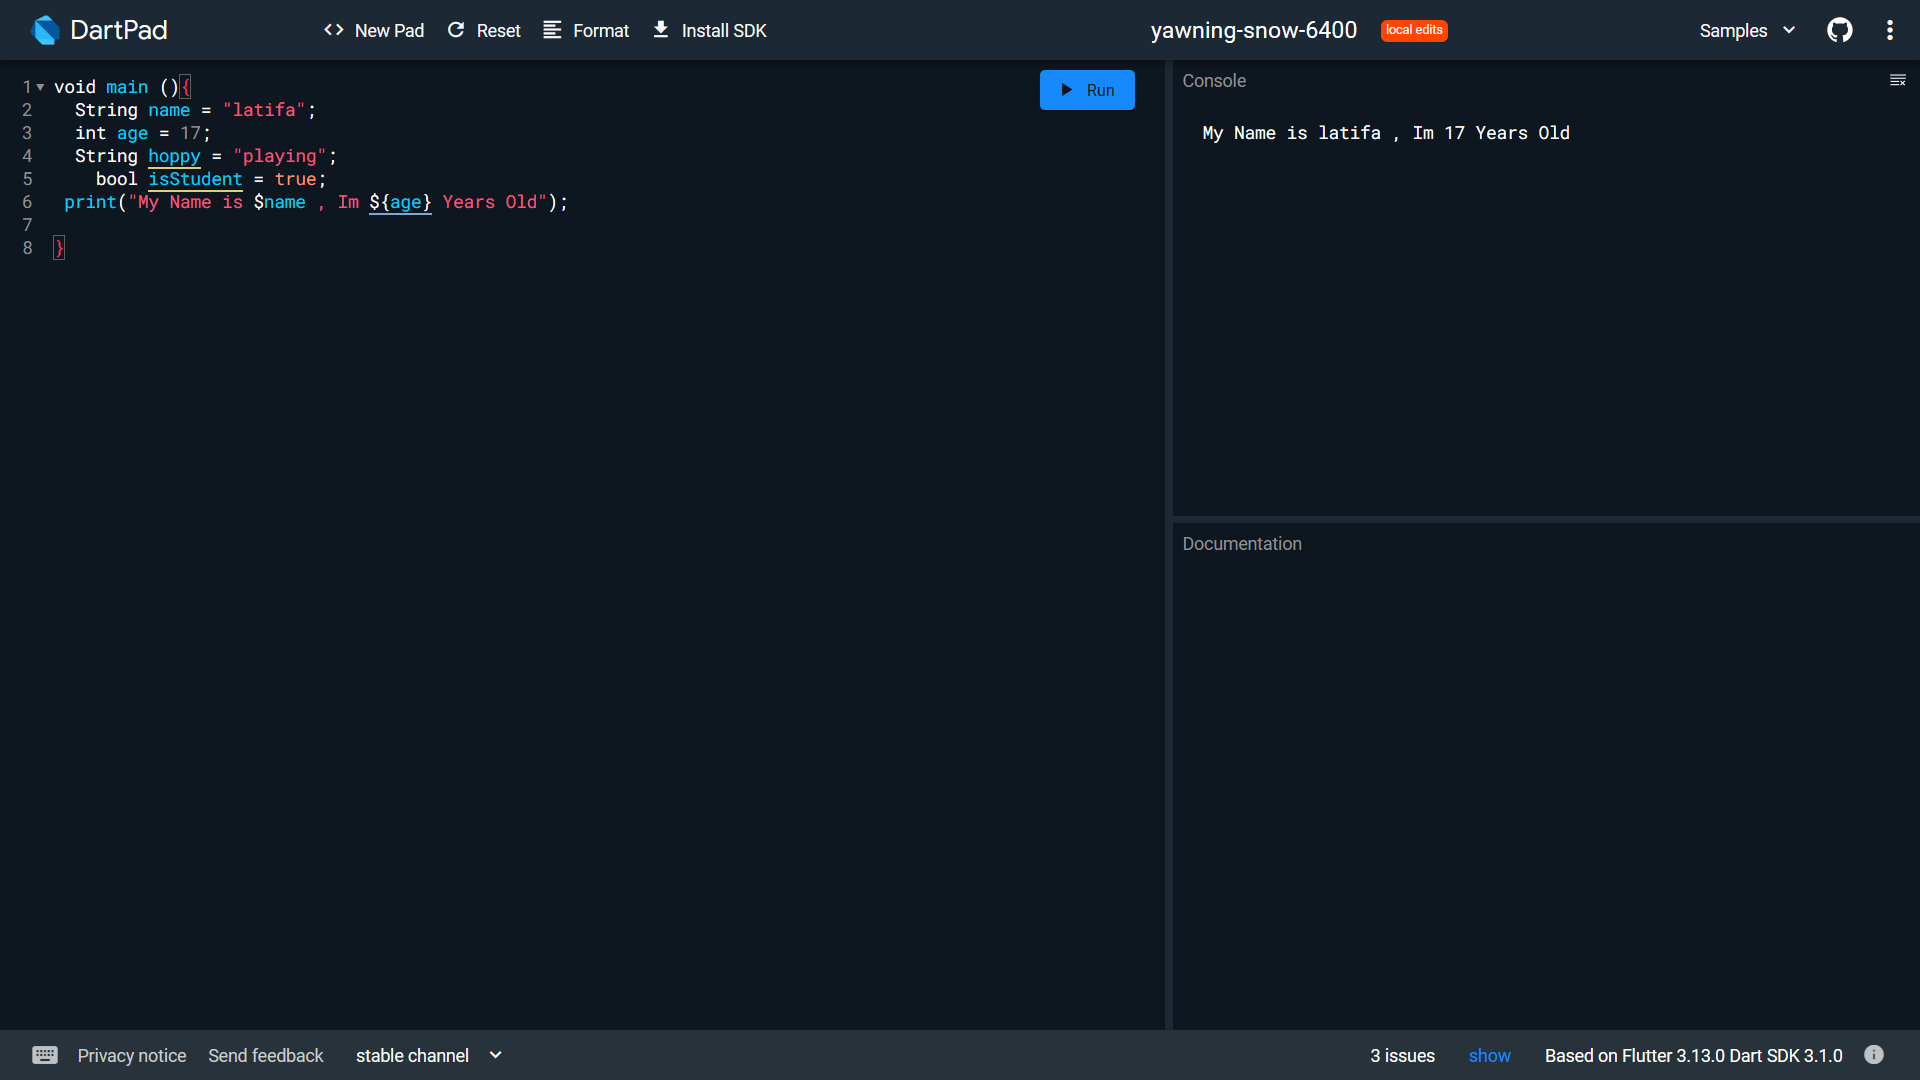 DartPad
New Pad
Reset
Format
Install SDK
yawning-snow-6400
local edits
Samples
1 void main (){
2 String name = "latifa";
3 int age = 17;
4 String hoppy = "playing";
5 bool isStudent = true;
6 print("My Name is $name , Im ${age} Years Old");
7
8 }
Run
Console
My Name is latifa , Im 17 Years Old
Documentation
Privacy notice
Send feedback
stable channel
3 issues
show
Based on Flutter 3.13.0 Dart SDK 3.1.0